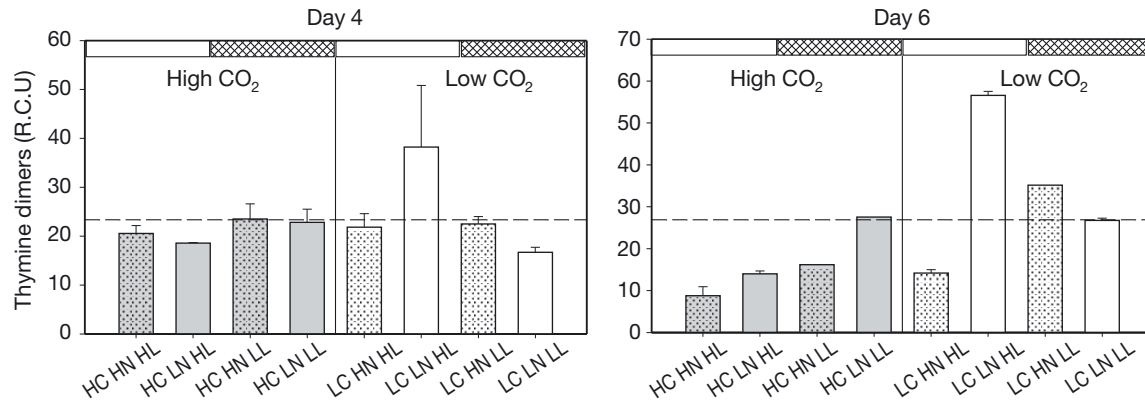 Day 4
Day 6
60
50
40
30
20
10
0
Thymine dimers (R.C.U)
High CO₂
Low CO₂
HC HN HL
HC LN HL
HC HN LL
HC LN LL
LC HN HL
LC LN HL
LC HN LL
LC LN LL
70
60
50
40
30
20
10
0
High CO₂
Low CO₂
HC HN HL
HC LN HL
HC HN LL
HC LN LL
LC HN HL
LC LN HL
LC HN LL
LC LN LL